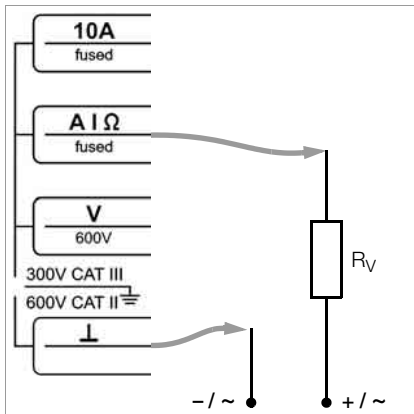 10A
fused
A I Ω
fused
V
600V
300V CAT III
600V CAT II
⊥
R_V
– / ~
+ / ~